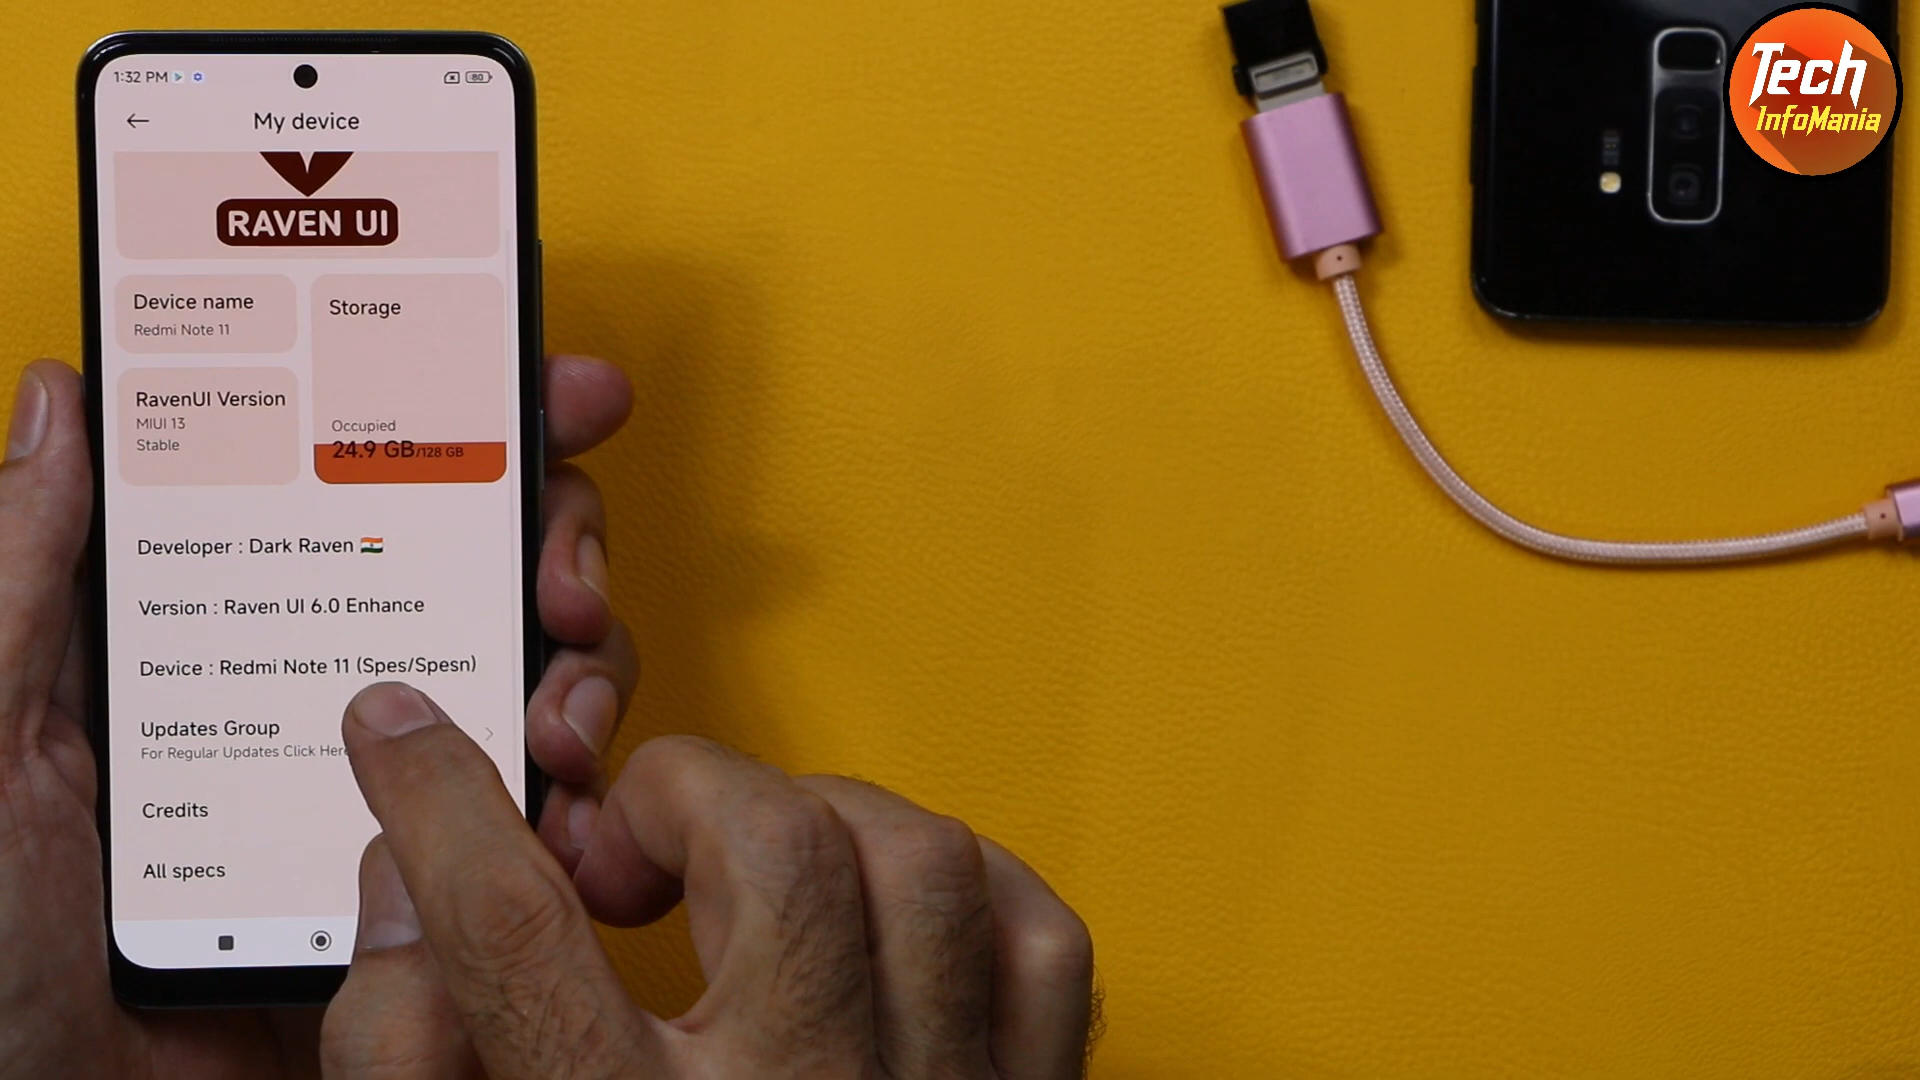 1:32 PM
80
My device
RAVEN UI
Device name
Redmi Note 11
Storage
RavenUI Version
MIUI 13
Stable
Occupied
24.9 GB/128 GB
Developer : Dark Raven 🇮🇳
Version : Raven UI 6.0 Enhance
Device : Redmi Note 11 (Spes/Spesn)
Updates Group
For Regular Updates Click Here
Credits
All specs
Tech
InfoMania